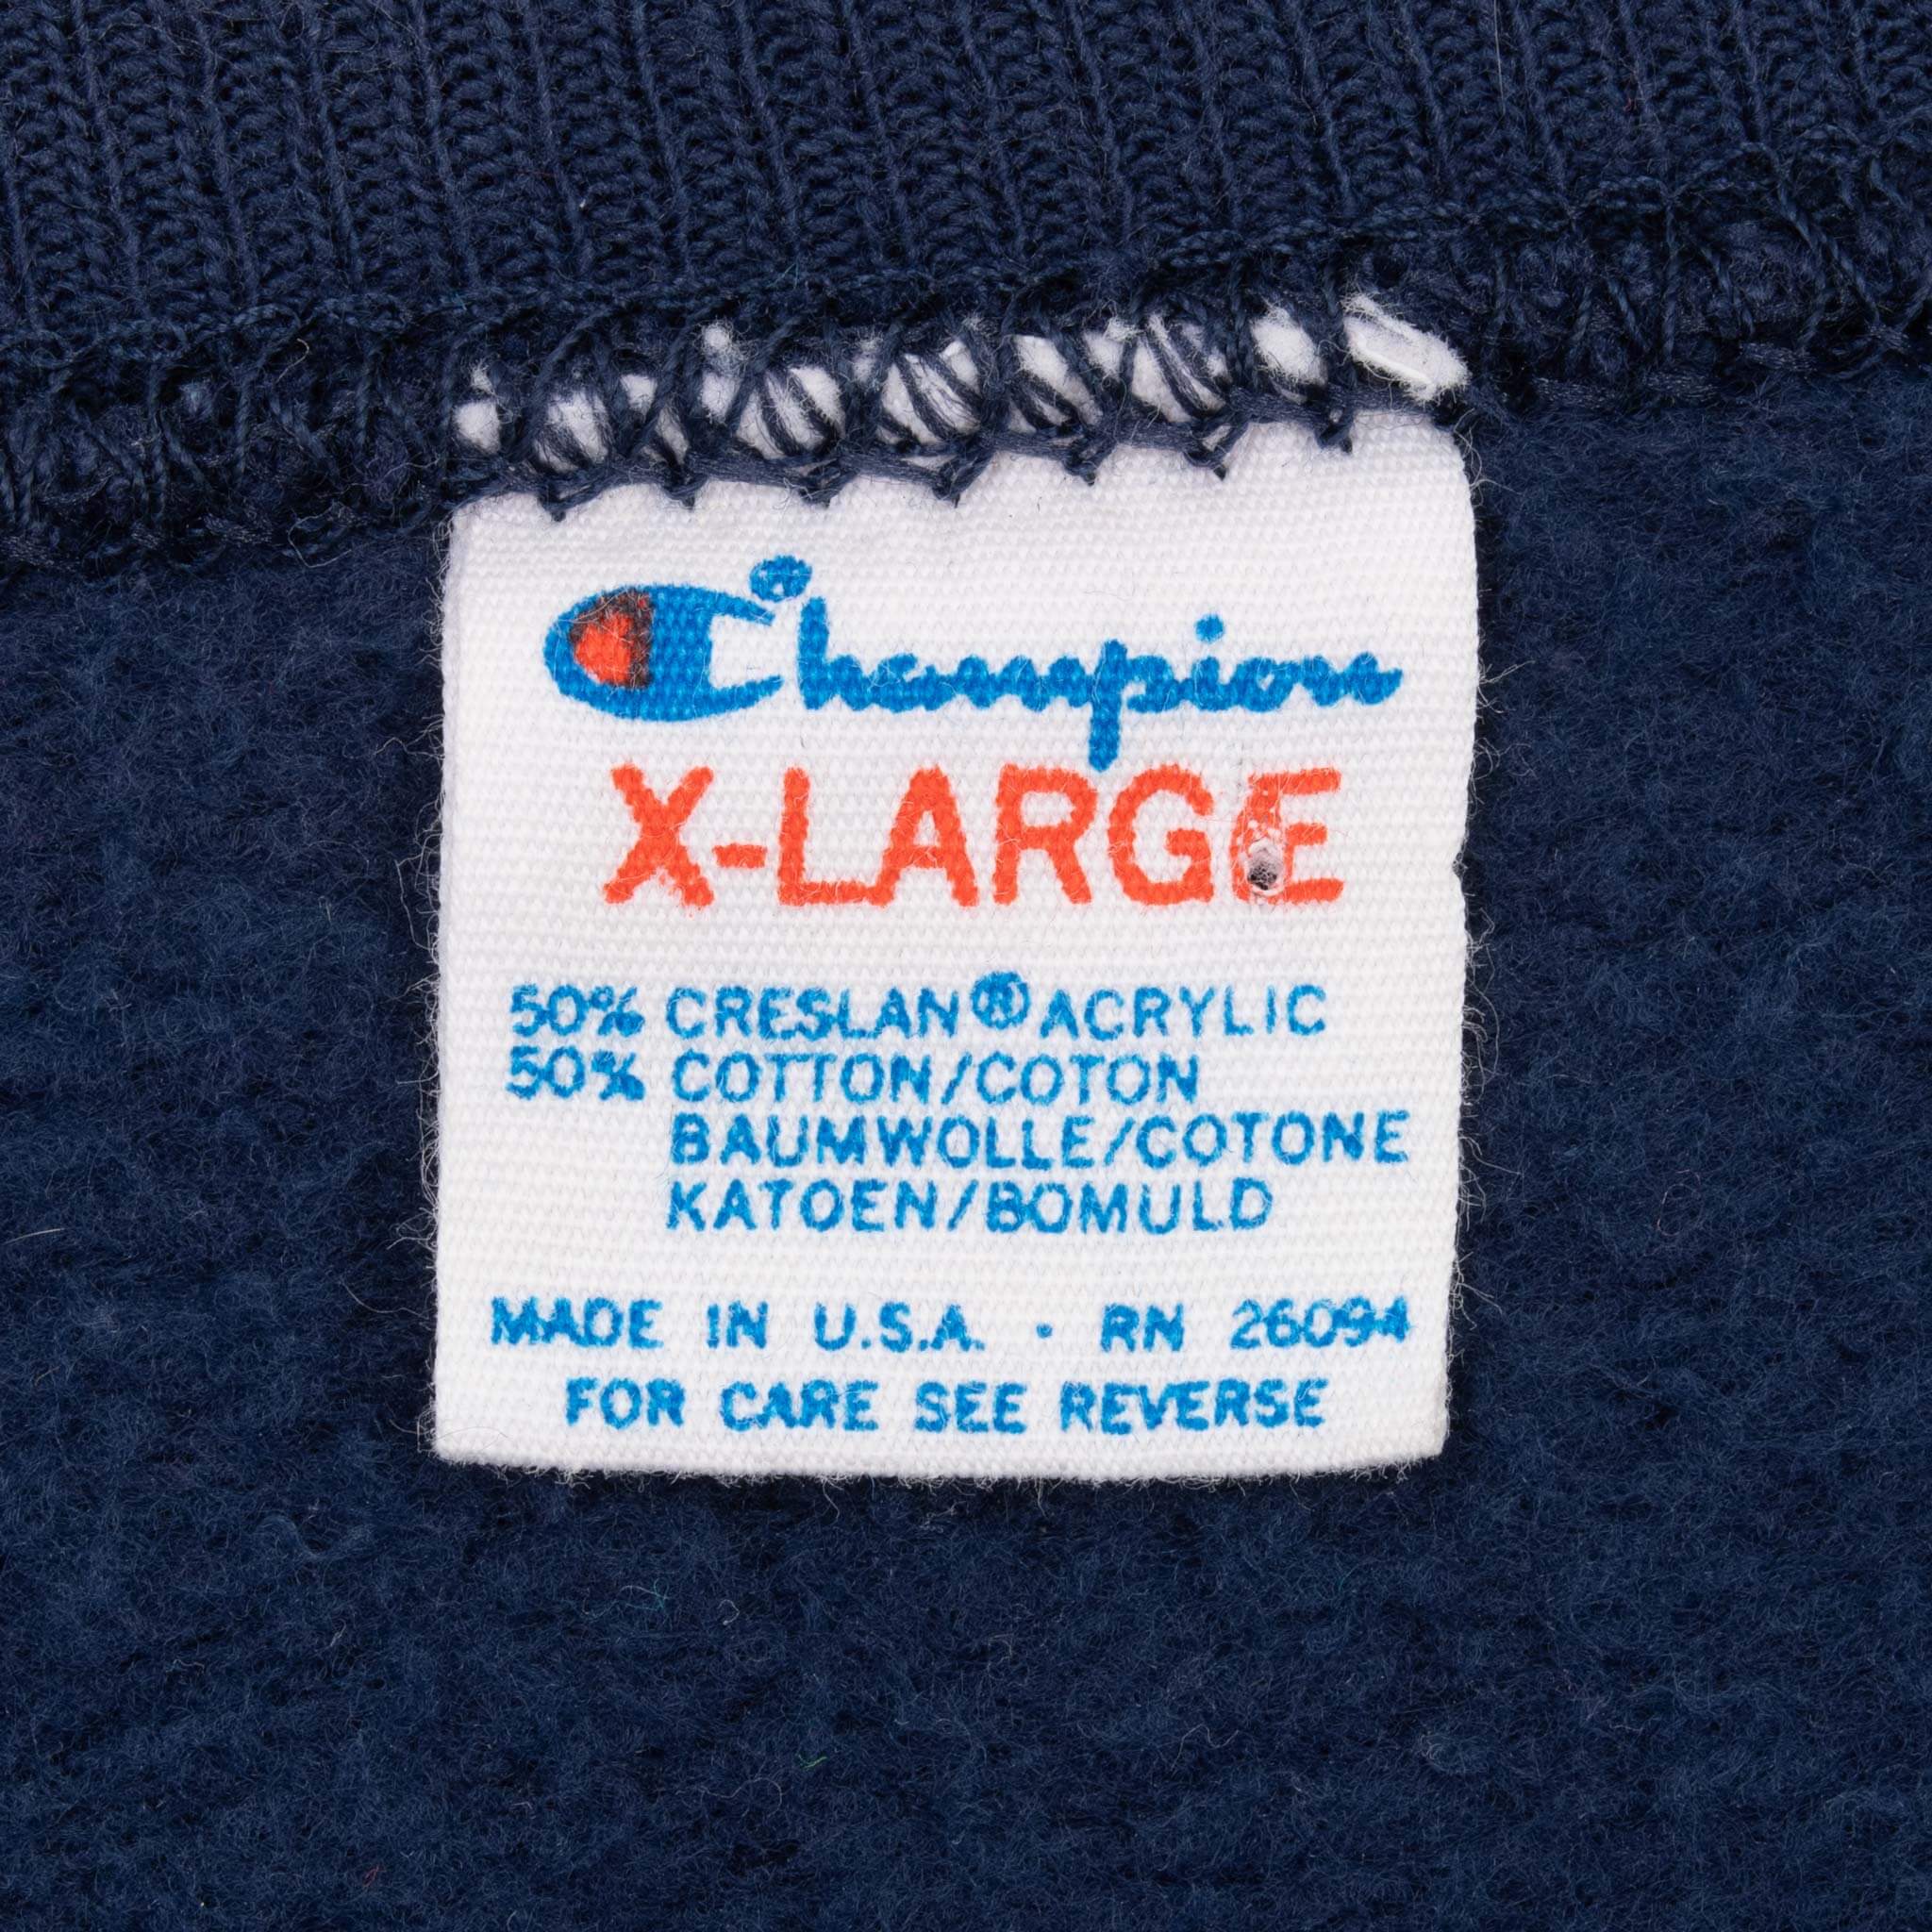 Champion®
X-LARGE
50% CRESLAN® ACRYLIC
50% COTTON/COTON
BAUMWOLLE/COTONE
KATOEN/BOMULD
MADE IN U.S.A. · RN 26094
FOR CARE SEE REVERSE